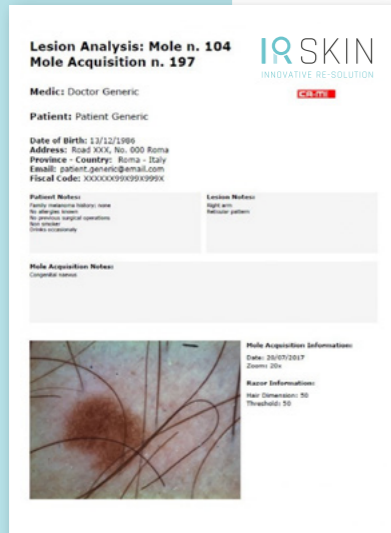 Lesion Analysis: Mole n. 104
Mole Acquisition n. 197
IR SKIN
INNOVATIVE RE-SOLUTION
CA-MI
Medic: Doctor Generic
Patient: Patient Generic
Date of Birth: 13/12/1986
Address: Road XXX, No. 000 Roma
Province - Country: Roma - Italy
Email: patient.generic@email.com
Fiscal Code: XXXXXX99X99X999X
Patient Notes:
Family melanoma history: none
No allergies known
No previous surgical operations
Non smoker
Drinks occasionally
Lesion Notes:
Right arm
Reticular pattern
Mole Acquisition Notes:
Congenital naevus
Mole Acquisition Information:
Date: 20/07/2017
Zoom: 20x
Razor Information:
Hair Dimension: 50
Threshold: 50